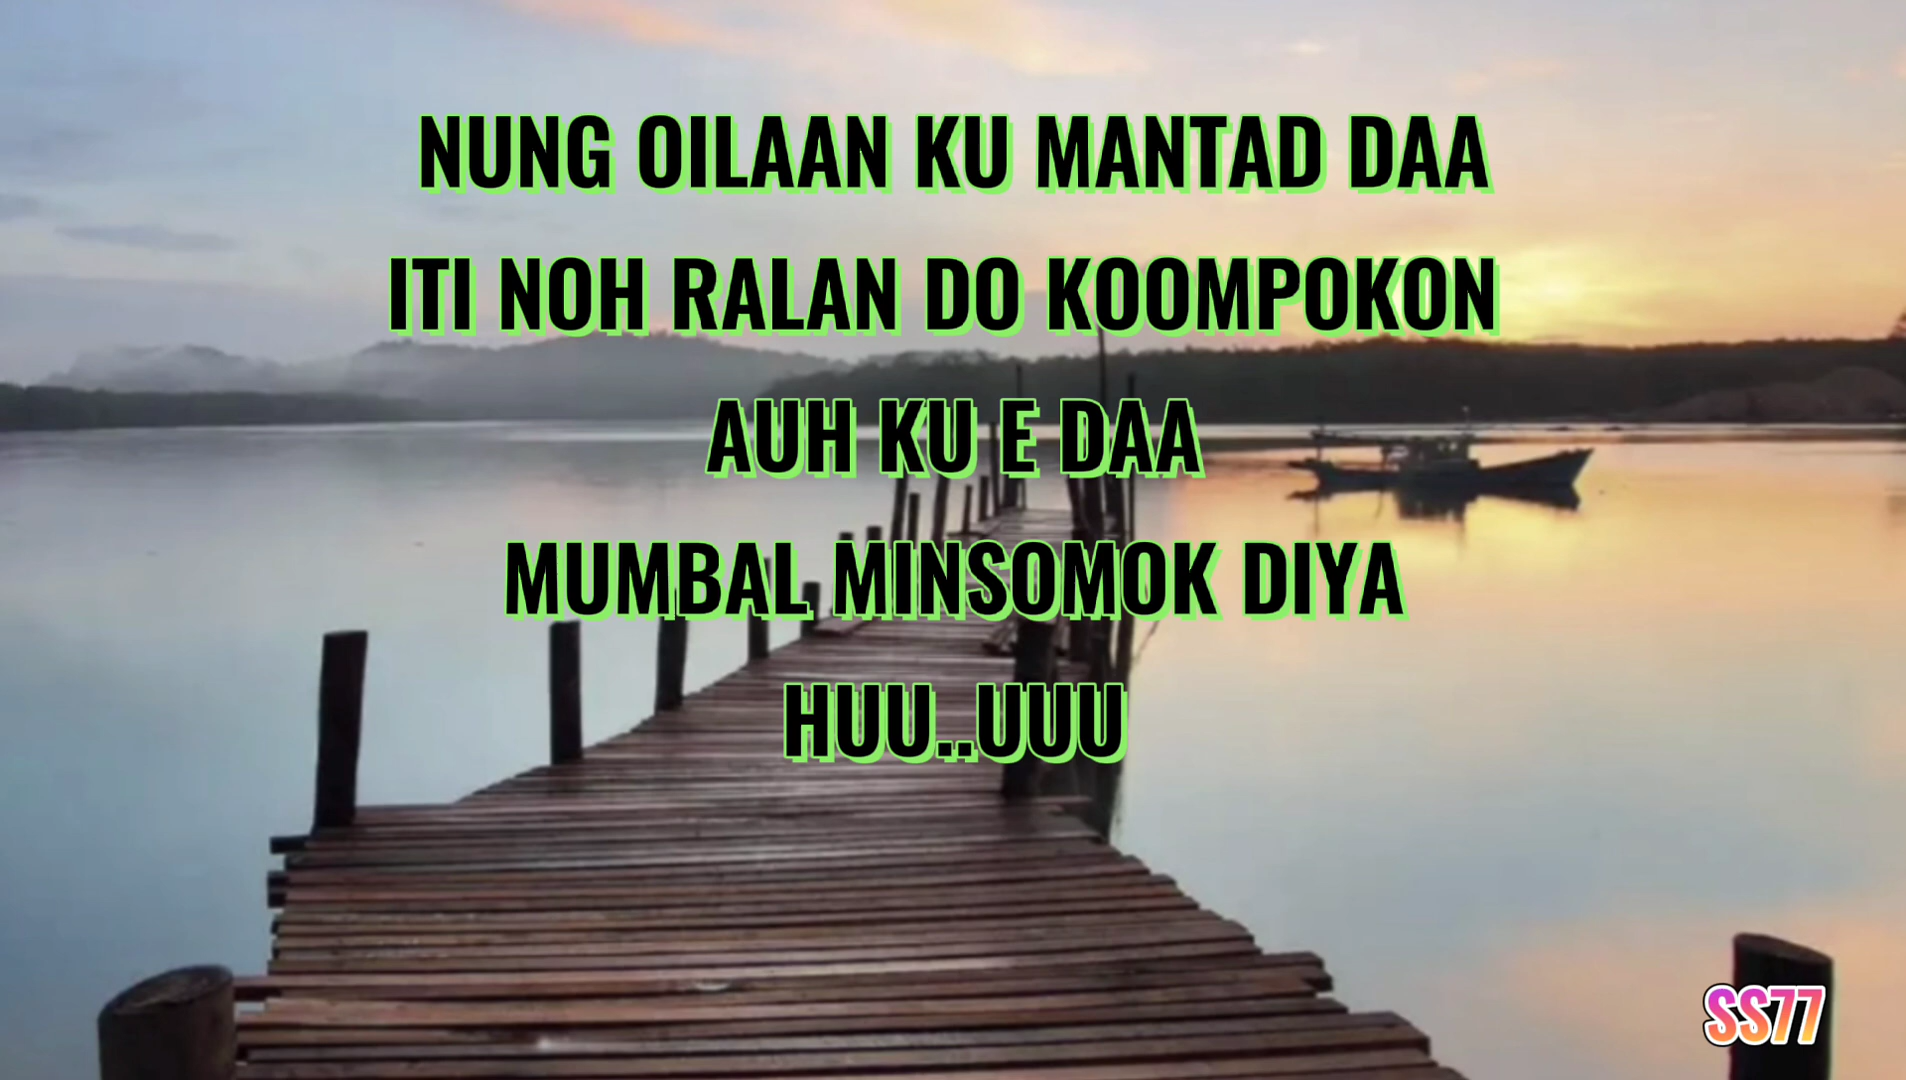 NUNG OILAAN KU MANTAD DAA
ITI NOH RALAN DO KOOMPOKON
AUH KU E DAA
MUMBAL MINSOMOK DIYA
HUU..UUU
SS77